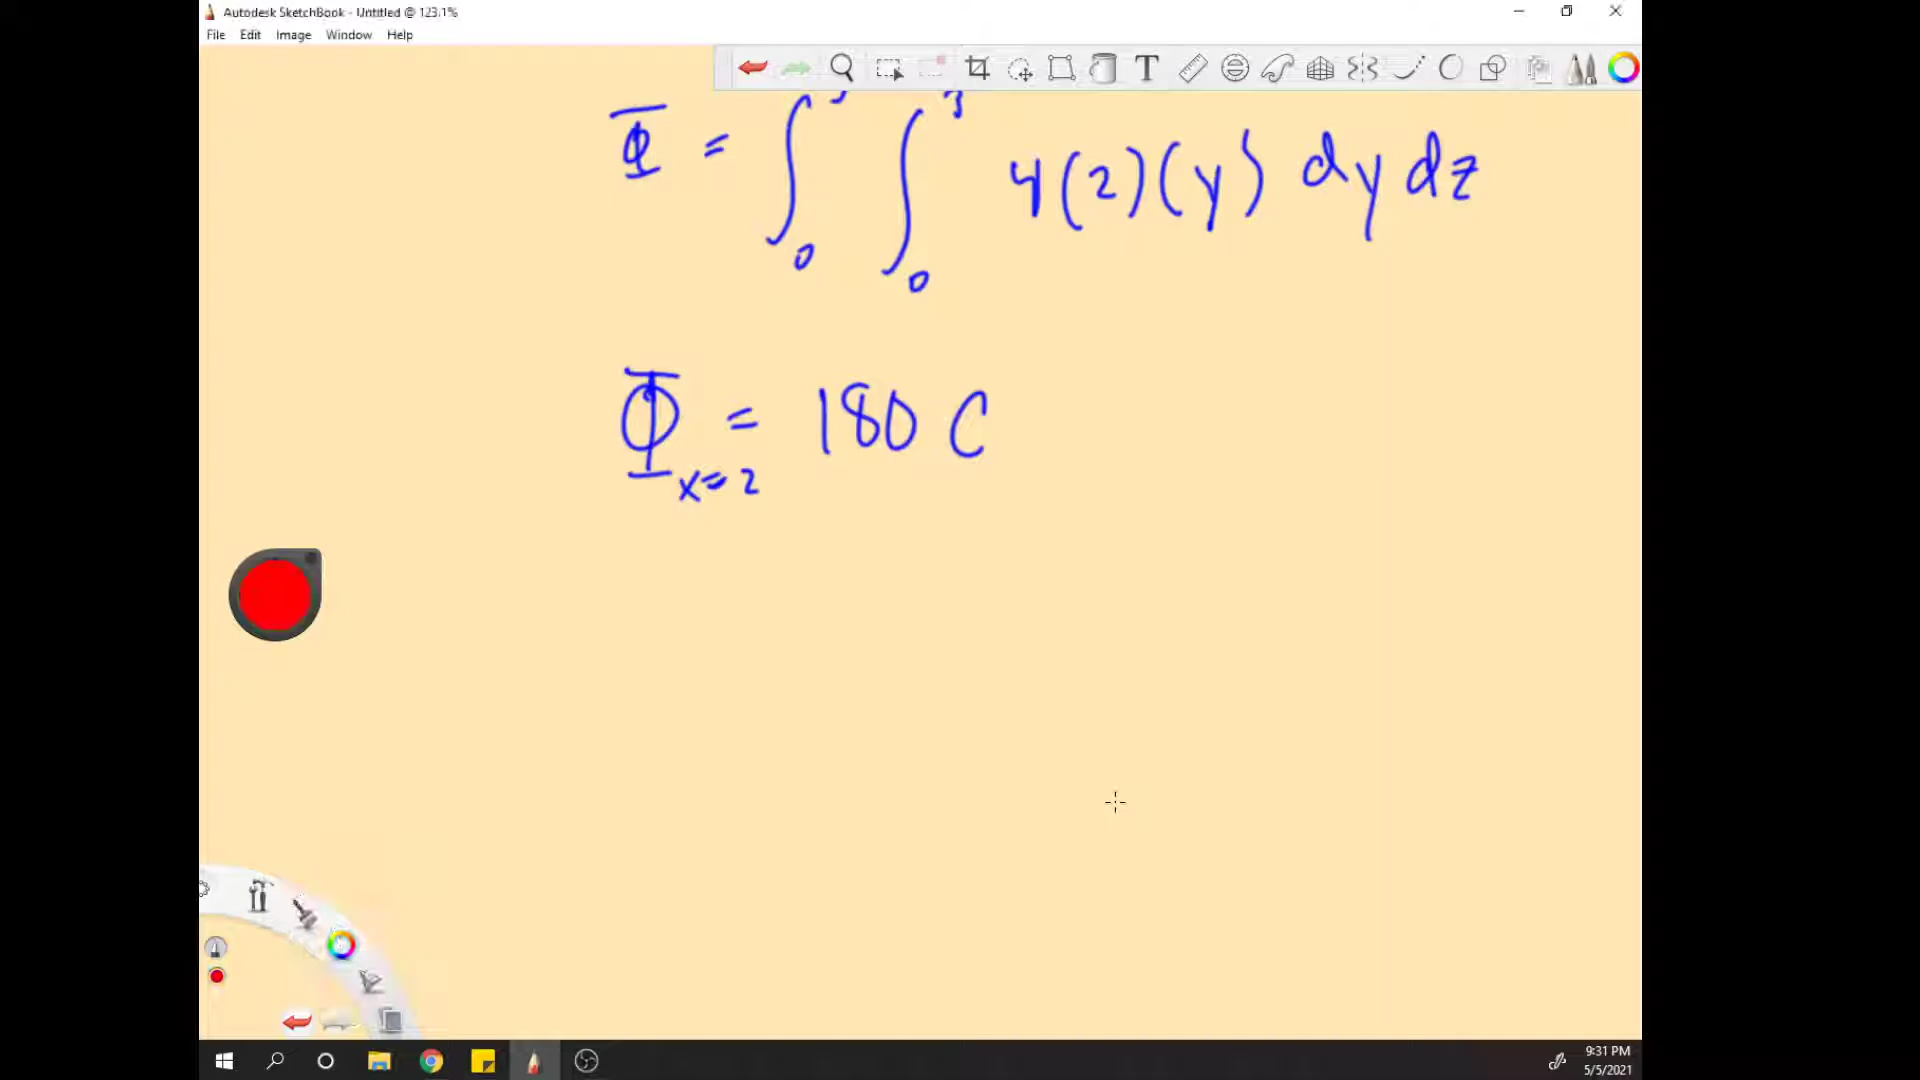 Autodesk SketchBook - Untitled @ 123.1%
File Edit Image Window Help
T
Φ = ∫₀ ∫₀³ 4(2)(y) dy dz
Φ x=2 = 180 C
9:31 PM
5/5/2021